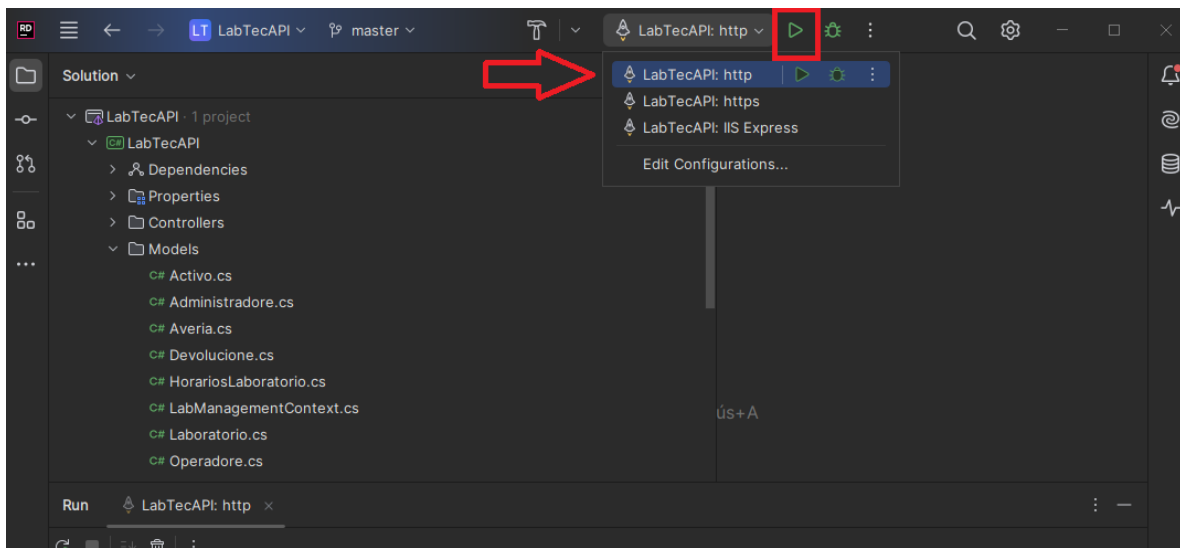 RD LT LabTecAPI master LabTecAPI: http
Solution
LabTecAPI: http
LabTecAPI: https
LabTecAPI: IIS Express
Edit Configurations...
LabTecAPI · 1 project
C# LabTecAPI
Dependencies
Properties
Controllers
Models
C# Activo.cs
C# Administradore.cs
C# Averia.cs
C# Devolucione.cs
C# HorariosLaboratorio.cs
C# LabManagementContext.cs
C# Laboratorio.cs
C# Operadore.cs
ús+A
Run LabTecAPI: http